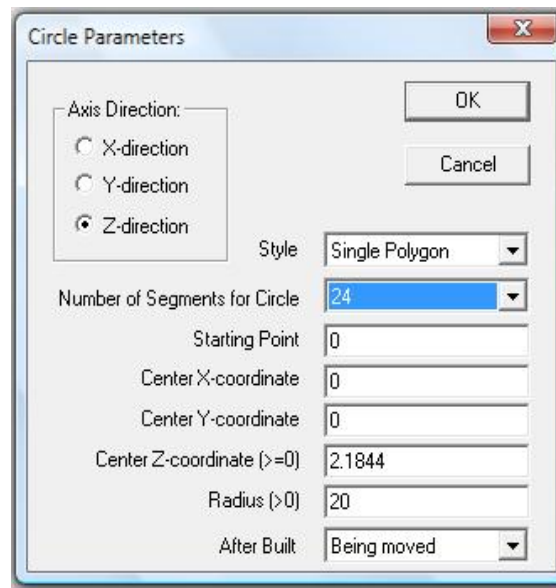 Circle Parameters
Axis Direction:
X-direction
Y-direction
Z-direction
OK
Cancel
Style Single Polygon
Number of Segments for Circle 24
Starting Point 0
Center X-coordinate 0
Center Y-coordinate 0
Center Z-coordinate (>=0) 2.1844
Radius (>0) 20
After Built Being moved